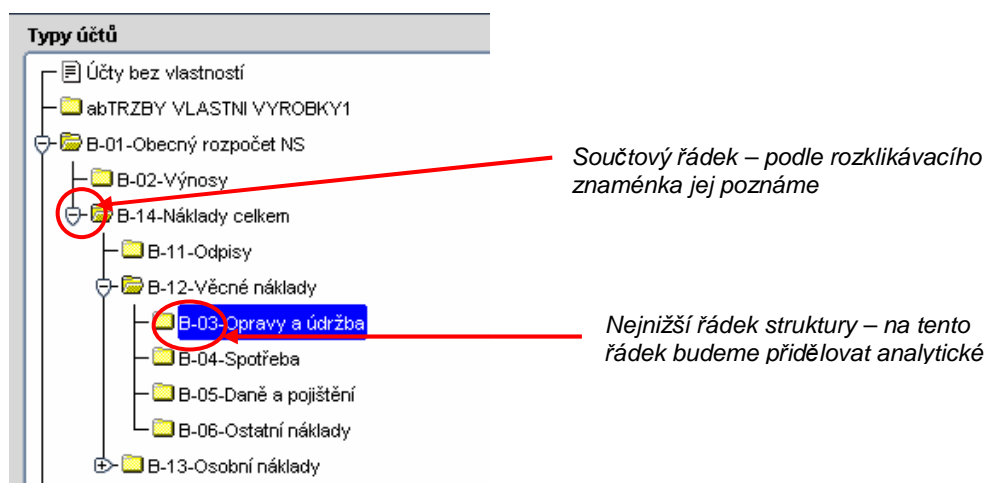 Typy účtů
Účty bez vlastností
abTRZBY VLASTNI VYROBKY1
B-01-Obecný rozpočet NS
B-02-Výnosy
B-14-Náklady celkem
B-11-Odpisy
B-12-Věcné náklady
B-03-Opravy a údržba
B-04-Spotřeba
B-05-Daně a pojištění
B-06-Ostatní náklady
B-13-Osobní náklady
Součtový řádek – podle rozklikávacího
znaménka jej poznáme
Nejnižší řádek struktury – na tento
řádek budeme přidělovat analytické